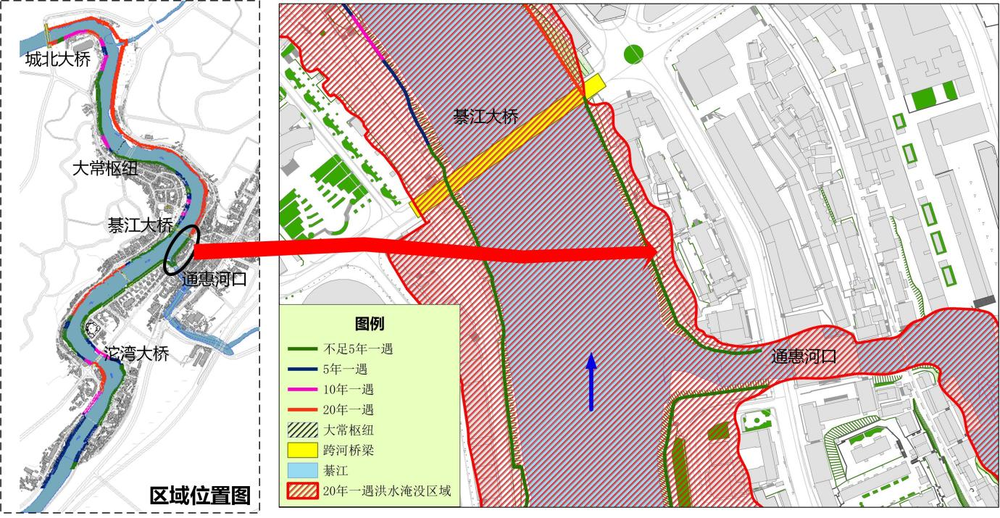 城北大桥
大常枢纽
綦江大桥
通惠河口
沱湾大桥
区域位置图
綦江大桥
通惠河口
图例
不足5年一遇
5年一遇
10年一遇
20年一遇
大常枢纽
跨河桥梁
綦江
20年一遇洪水淹没区域